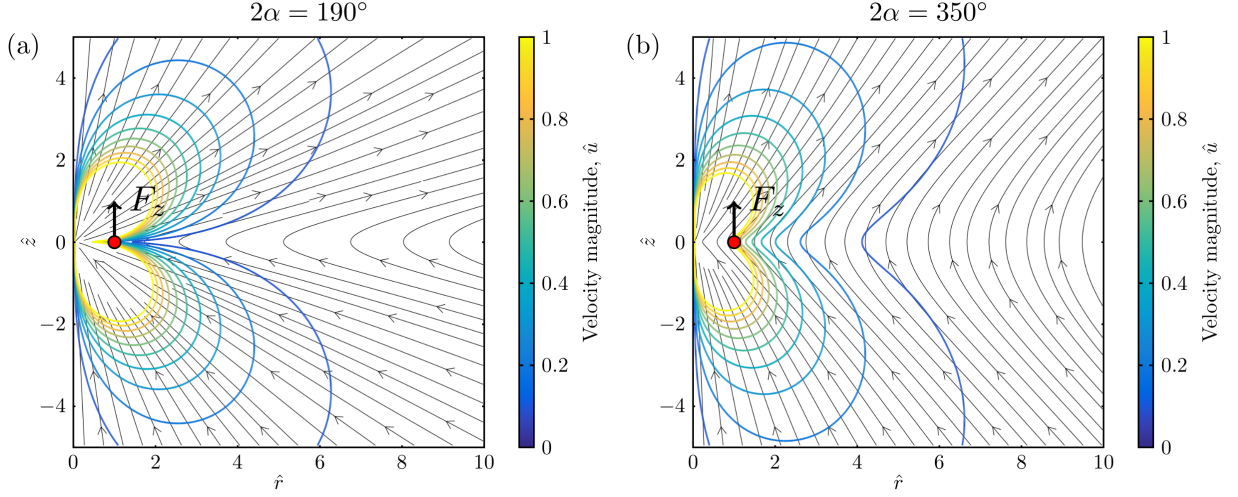 2α = 190°
2α = 350°
(a)
4
2
0
−2
−4
ẑ
F_z
0
2
4
6
8
10
r̂
1
0.8
0.6
0.4
0.2
0
Velocity magnitude, û
(b)
4
2
0
−2
−4
ẑ
F_z
0
2
4
6
8
10
r̂
1
0.8
0.6
0.4
0.2
0
Velocity magnitude, û